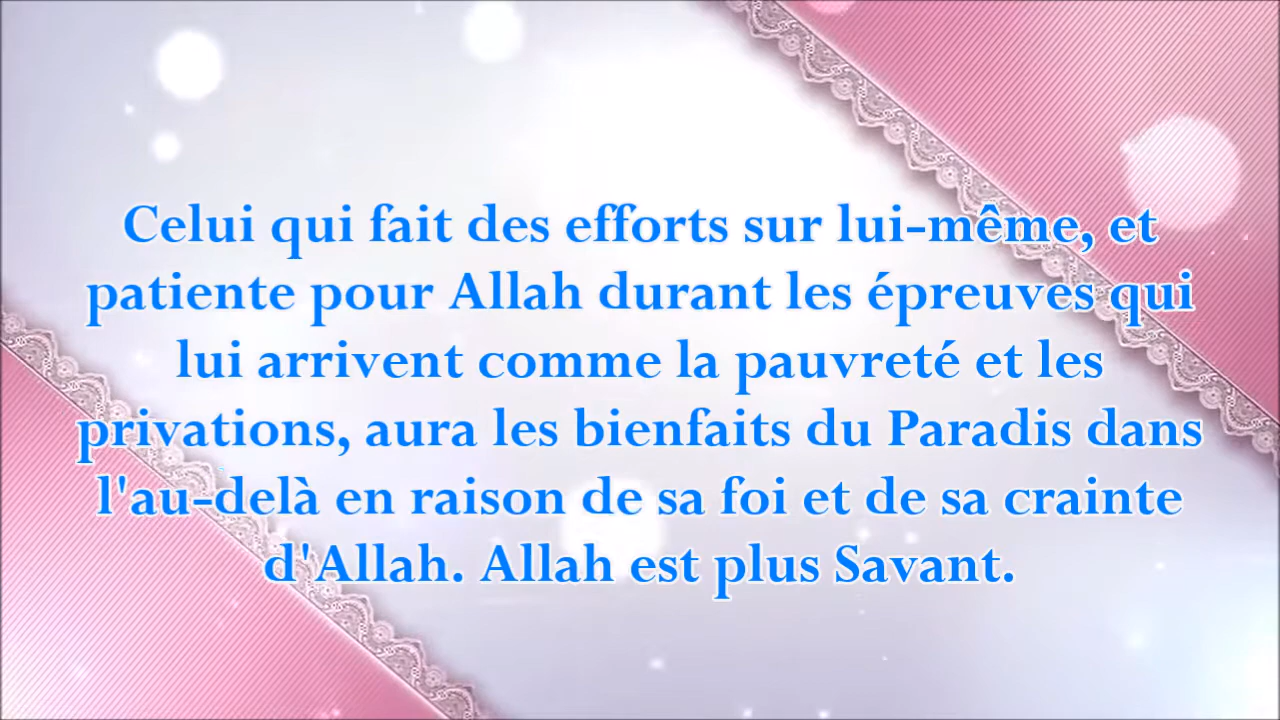 Celui qui fait des efforts sur lui-même, et
patiente pour Allah durant les épreuves qui
lui arrivent comme la pauvreté et les
privations, aura les bienfaits du Paradis dans
l'au-delà en raison de sa foi et de sa crainte
d'Allah. Allah est plus Savant.